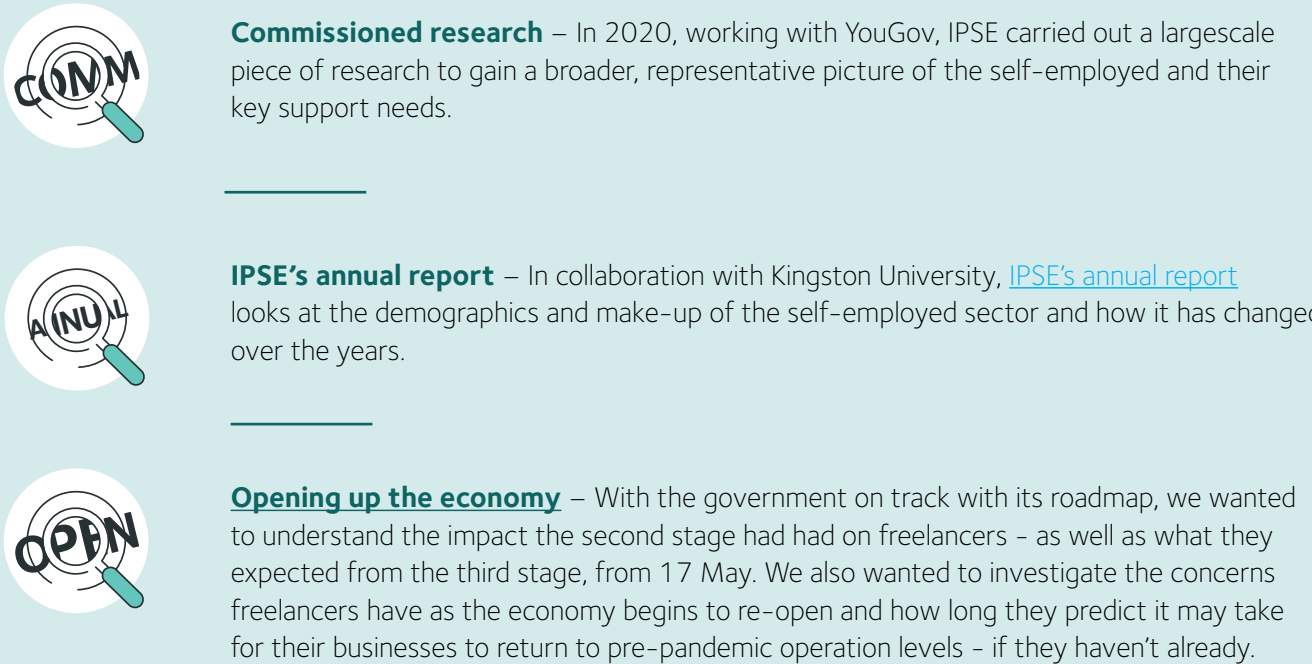 COMM
Commissioned research – In 2020, working with YouGov, IPSE carried out a largescale
piece of research to gain a broader, representative picture of the self-employed and their
key support needs.
ANNUAL
IPSE’s annual report – In collaboration with Kingston University, IPSE’s annual report
looks at the demographics and make-up of the self-employed sector and how it has changed
over the years.
OPEN
Opening up the economy – With the government on track with its roadmap, we wanted
to understand the impact the second stage had had on freelancers - as well as what they
expected from the third stage, from 17 May. We also wanted to investigate the concerns
freelancers have as the economy begins to re-open and how long they predict it may take
for their businesses to return to pre-pandemic operation levels - if they haven’t already.